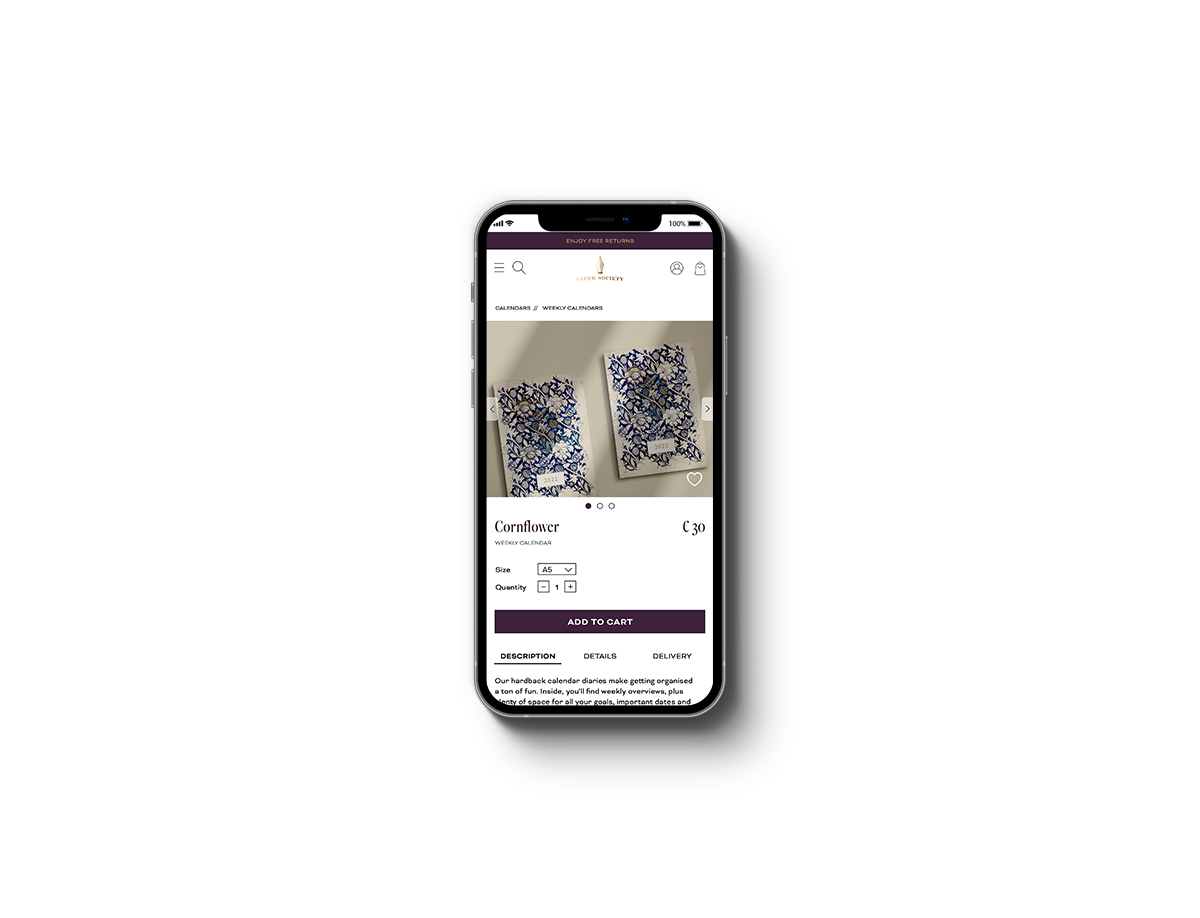 100%
ENJOY FREE RETURNS
PAPER SOCIETY
CALENDARS // WEEKLY CALENDARS
2022
2022
Cornflower
€ 30
WEEKLY CALENDAR
Size
A5
Quantity
− 1 +
ADD TO CART
DESCRIPTION DETAILS DELIVERY
Our hardback calendar diaries make getting organised
a ton of fun. Inside, you'll find weekly overviews, plus
plenty of space for all your goals, important dates and